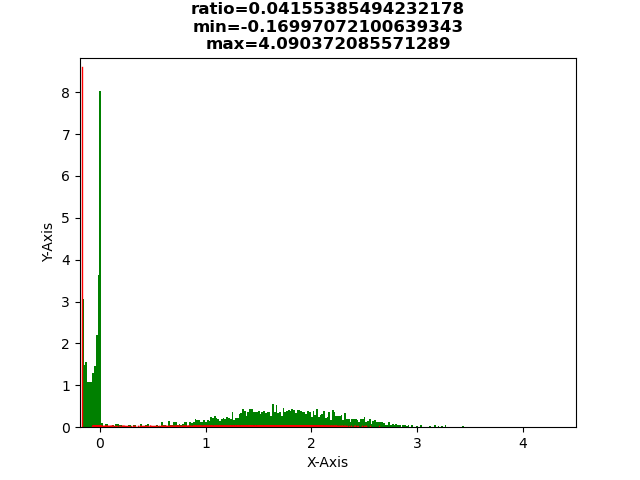 ratio=0.04155385494232178
min=-0.16997072100639343
max=4.090372085571289
8
7
6
5
4
3
2
1
0
Y-Axis
0 1 2 3 4
X-Axis